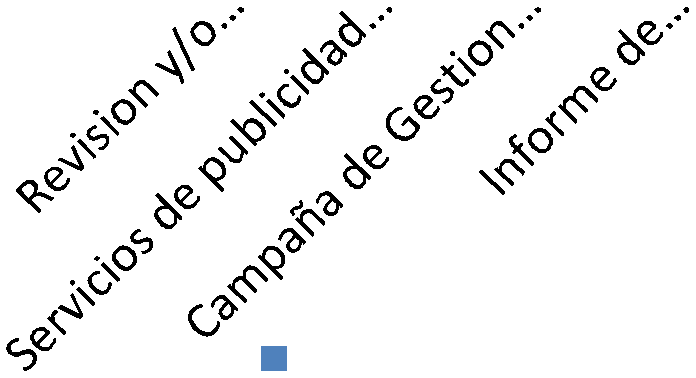 Revision y/o...
Servicios de publicidad...
Campaña de Gestion...
Informe de...